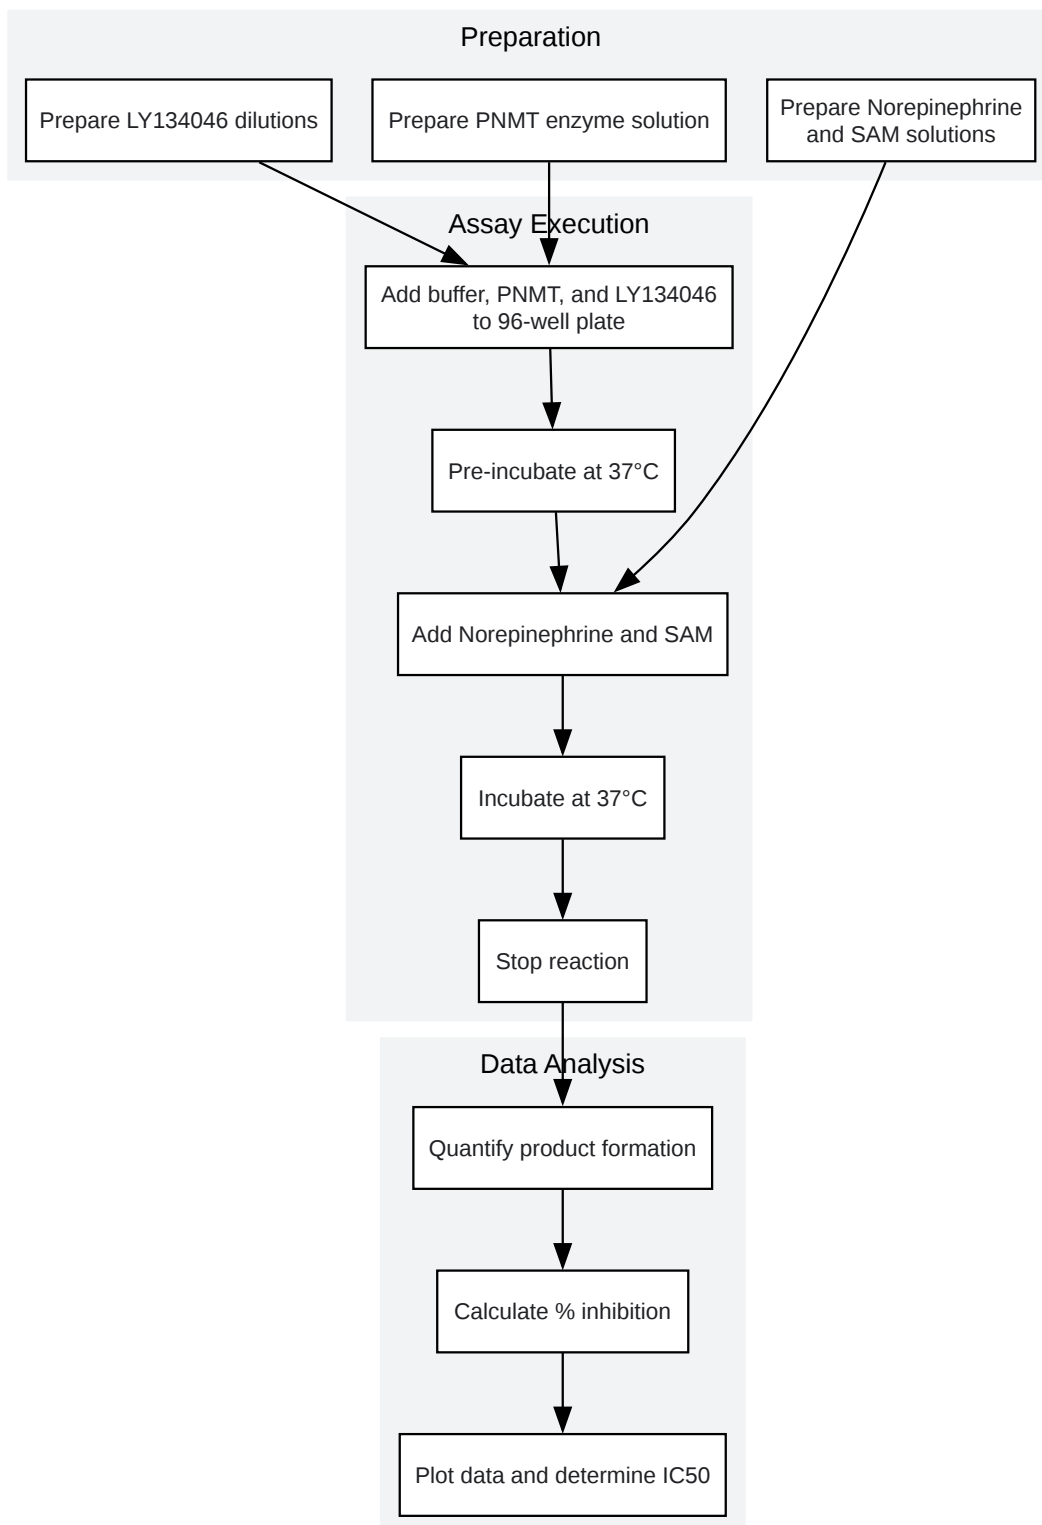 Preparation
Prepare LY134046 dilutions
Prepare PNMT enzyme solution
Prepare Norepinephrine
and SAM solutions
Assay Execution
Add buffer, PNMT, and LY134046
to 96-well plate
Pre-incubate at 37°C
Add Norepinephrine and SAM
Incubate at 37°C
Stop reaction
Data Analysis
Quantify product formation
Calculate % inhibition
Plot data and determine IC50